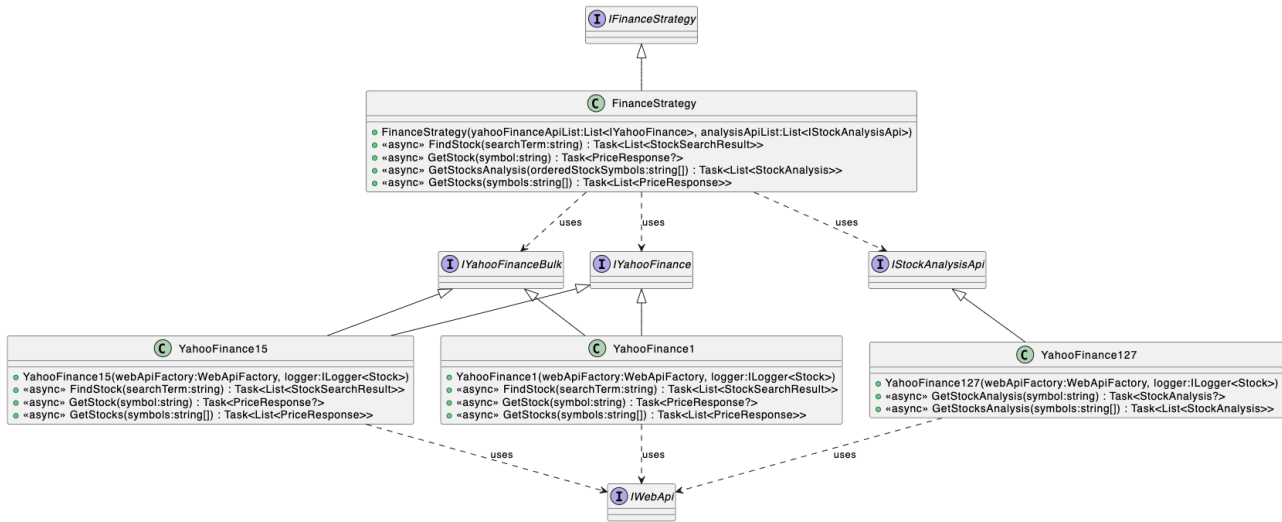 I IFinanceStrategy
C FinanceStrategy
FinanceStrategy(yahooFinanceApiList:List<IYahooFinance>, analysisApiList:List<IStockAnalysisApi>)
«async» FindStock(searchTerm:string) : Task<List<StockSearchResult>>
«async» GetStock(symbol:string) : Task<PriceResponse?>
«async» GetStocksAnalysis(orderedStockSymbols:string[]) : Task<List<StockAnalysis>>
«async» GetStocks(symbols:string[]) : Task<List<PriceResponse>>
uses
uses
uses
I IYahooFinanceBulk
I IYahooFinance
I IStockAnalysisApi
C YahooFinance15
YahooFinance15(webApiFactory:WebApiFactory, logger:ILogger<Stock>)
«async» FindStock(searchTerm:string) : Task<List<StockSearchResult>>
«async» GetStock(symbol:string) : Task<PriceResponse?>
«async» GetStocks(symbols:string[]) : Task<List<PriceResponse>>
C YahooFinance1
YahooFinance1(webApiFactory:WebApiFactory, logger:ILogger<Stock>)
«async» FindStock(searchTerm:string) : Task<List<StockSearchResult>>
«async» GetStock(symbol:string) : Task<PriceResponse?>
«async» GetStocks(symbols:string[]) : Task<List<PriceResponse>>
C YahooFinance127
YahooFinance127(webApiFactory:WebApiFactory, logger:ILogger<Stock>)
«async» GetStockAnalysis(symbol:string) : Task<StockAnalysis?>
«async» GetStocksAnalysis(symbols:string[]) : Task<List<StockAnalysis>>
uses
uses
uses
I IWebApi